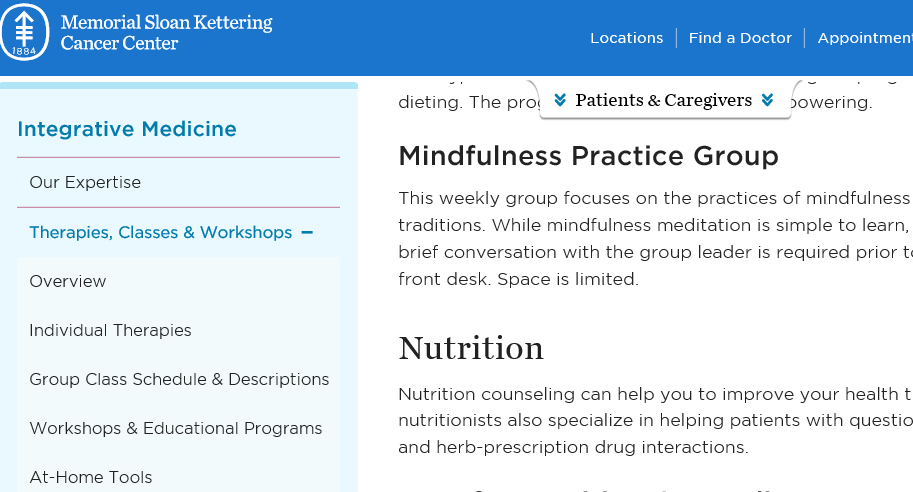 Memorial Sloan Kettering
Cancer Center
1884
Locations
Find a Doctor
Appointment
Integrative Medicine
Our Expertise
Therapies, Classes & Workshops –
Overview
Individual Therapies
Group Class Schedule & Descriptions
Workshops & Educational Programs
At-Home Tools
Patients & Caregivers
dieting. The prog powering.
Mindfulness Practice Group
This weekly group focuses on the practices of mindfulness
traditions. While mindfulness meditation is simple to learn,
brief conversation with the group leader is required prior to
front desk. Space is limited.
Nutrition
Nutrition counseling can help you to improve your health t
nutritionists also specialize in helping patients with questio
and herb-prescription drug interactions.